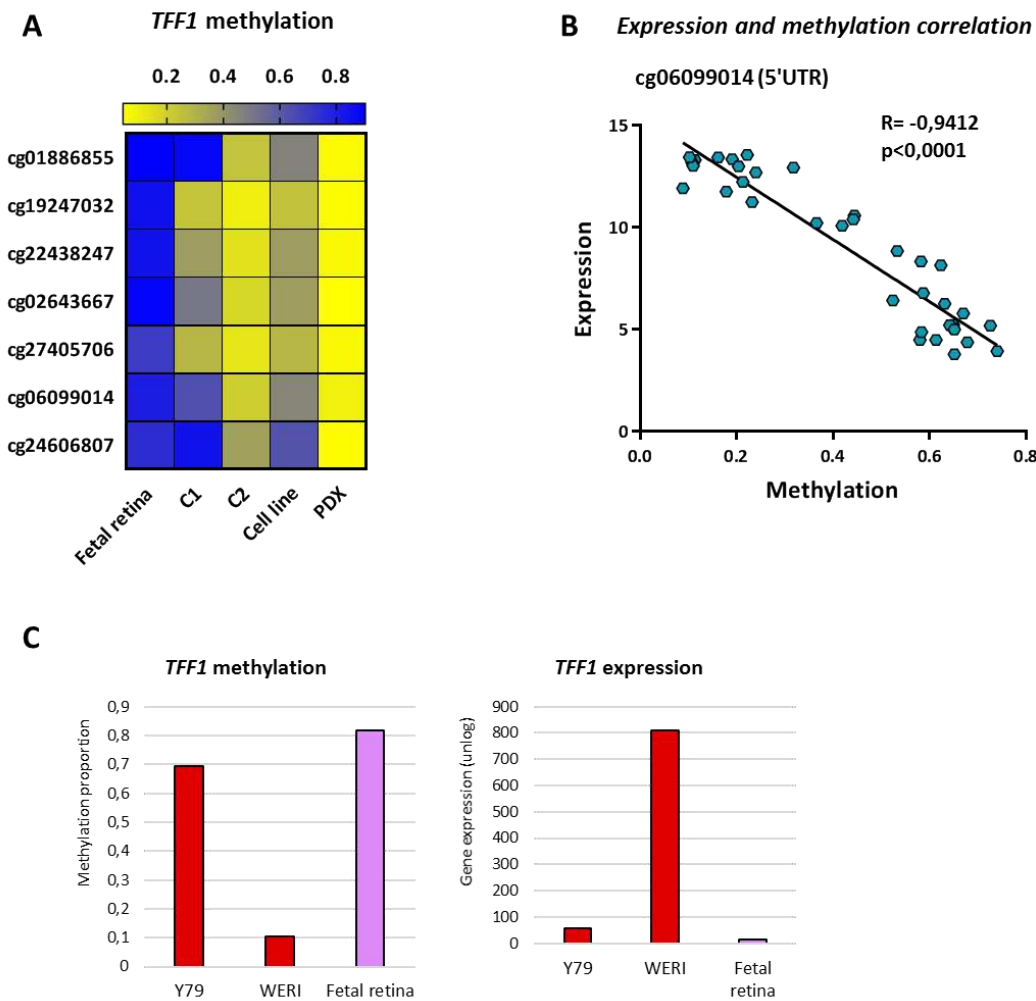 A
TFF1 methylation
0.2 0.4 0.6 0.8
cg01886855
cg19247032
cg22438247
cg02643667
cg27405706
cg06099014
cg24606807
Fetal retina
C1
C2
Cell line
PDX
B
Expression and methylation correlation
cg06099014 (5'UTR)
R= -0,9412
p<0,0001
Expression
15
10
5
0
0.0 0.2 0.4 0.6 0.8
Methylation
C
TFF1 methylation
Methylation proportion
0,9
0,8
0,7
0,6
0,5
0,4
0,3
0,2
0,1
0
Y79 WERI Fetal retina
TFF1 expression
Gene expression (unlog)
900
800
700
600
500
400
300
200
100
0
Y79 WERI Fetal
retina